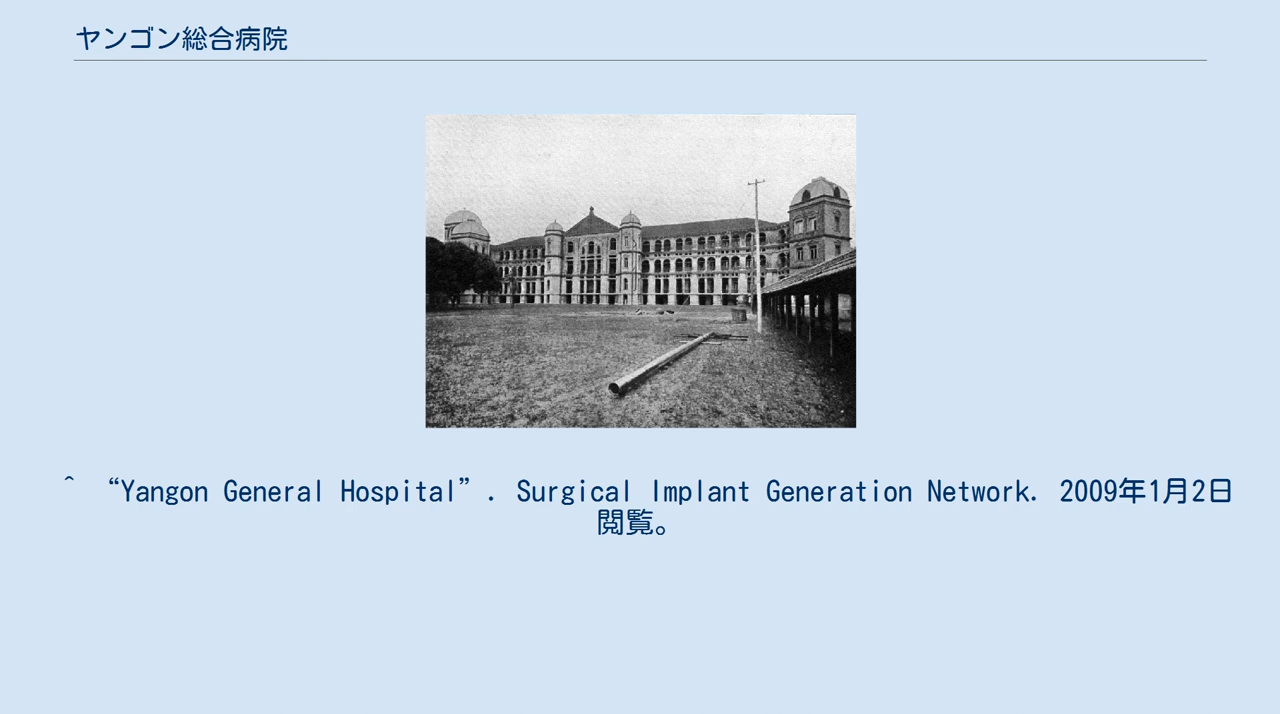 ヤンゴン総合病院
^ “Yangon General Hospital”. Surgical Implant Generation Network. 2009年1月2日
閲覧。